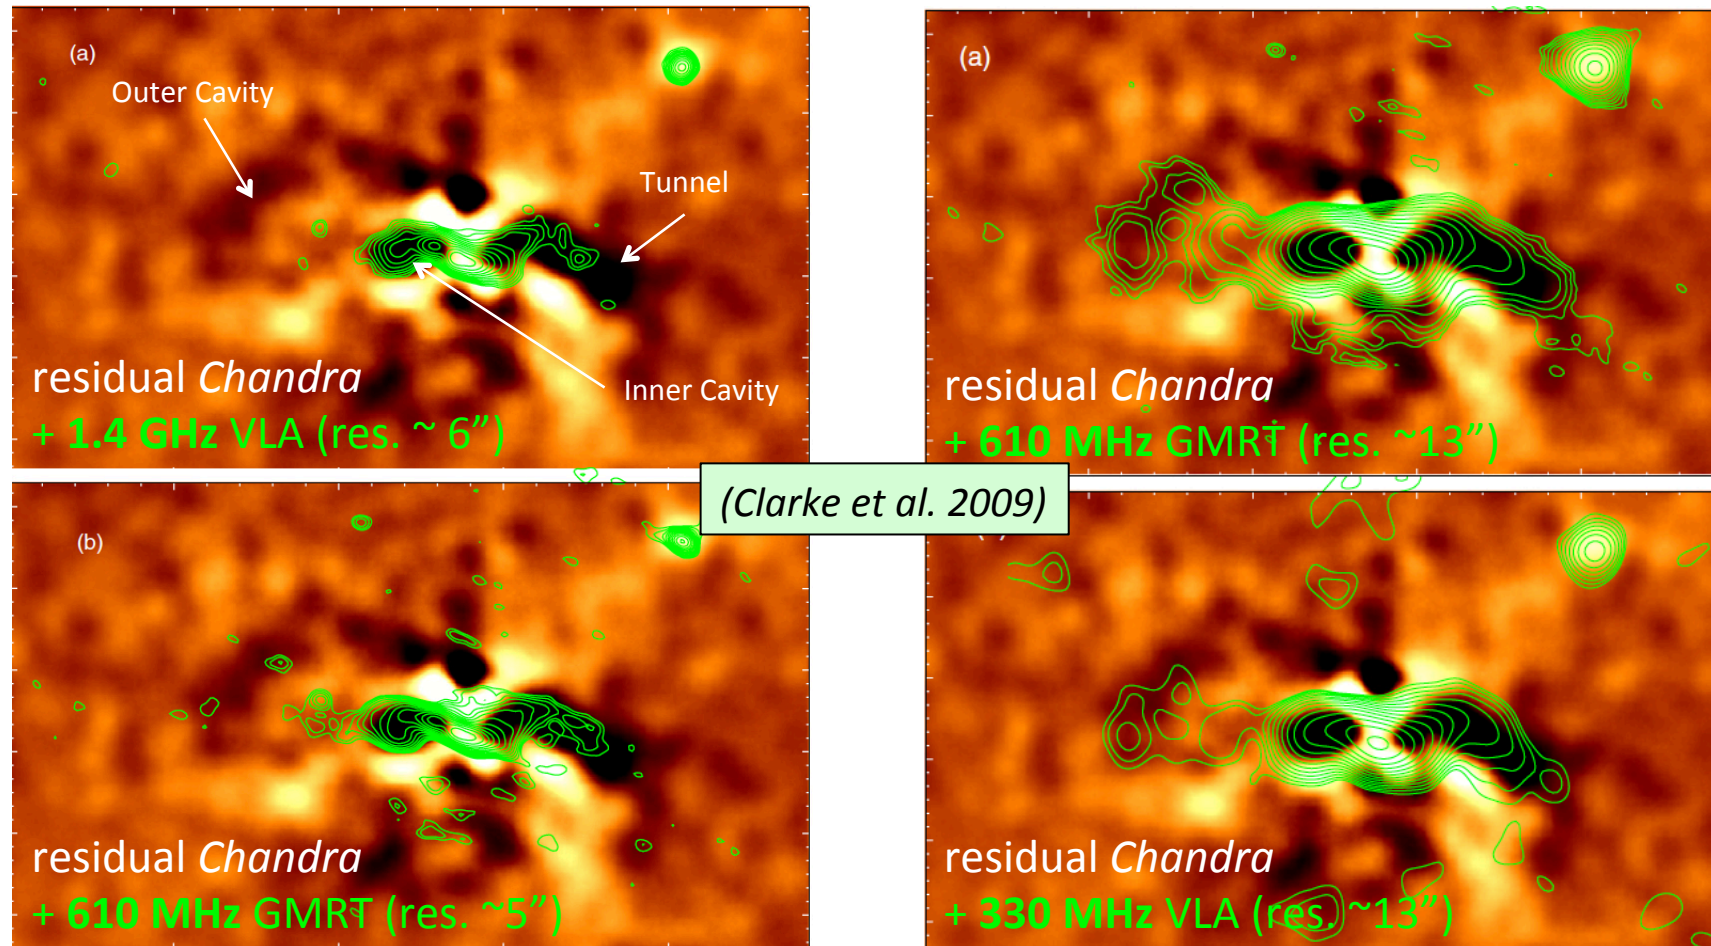 (a)
Outer Cavity
Tunnel
Inner Cavity
residual Chandra
+ 1.4 GHz VLA (res. ~ 6”)
(a)
residual Chandra
+ 610 MHz GMRT (res. ~13”)
(Clarke et al. 2009)
(b)
residual Chandra
+ 610 MHz GMRT (res. ~5”)
residual Chandra
+ 330 MHz VLA (res. ~13”)